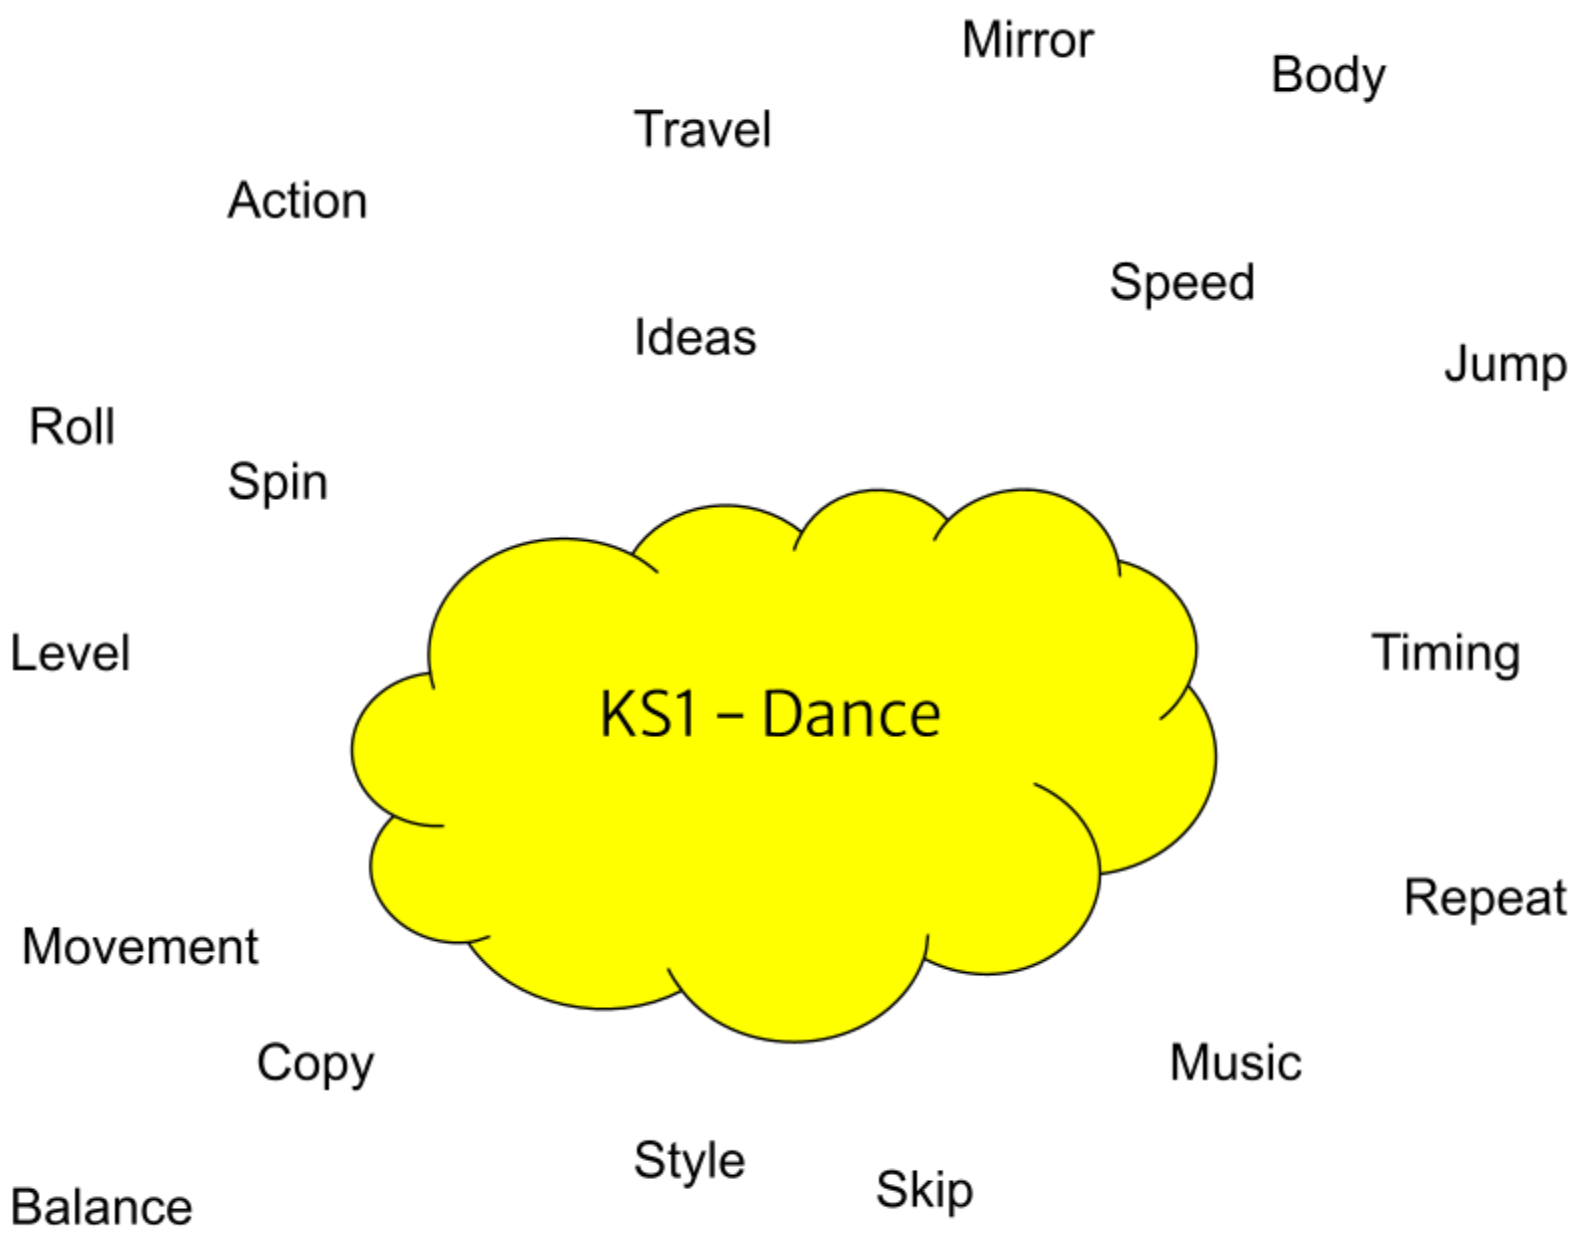 Mirror
Body
Travel
Action
Speed
Ideas
Jump
Roll
Spin
Level
Timing
KS1 – Dance
Repeat
Movement
Copy
Music
Style
Skip
Balance